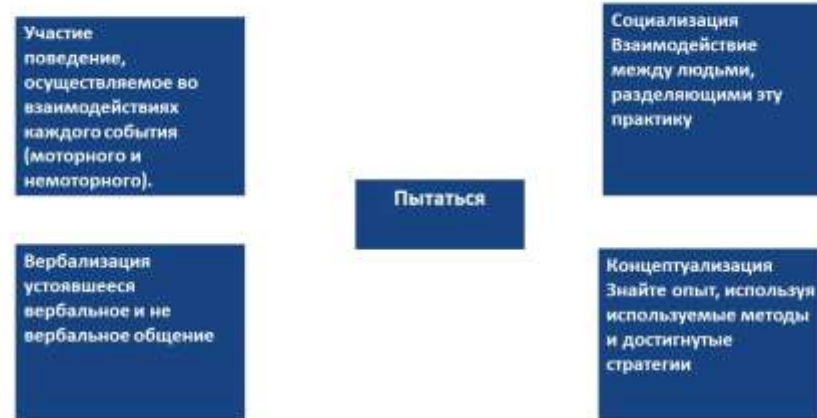 Участие
поведение,
осуществляемое во
взаимодействиях
каждого события
(моторного и
немоторного).
Социализация
Взаимодействие
между людьми,
разделяющими эту
практику
Пытаться
Вербализация
устоявшееся
вербальное и не
вербальное общение
Концептуализация
Знайте опыт, используя
используемые методы
и достигнутые
стратегии